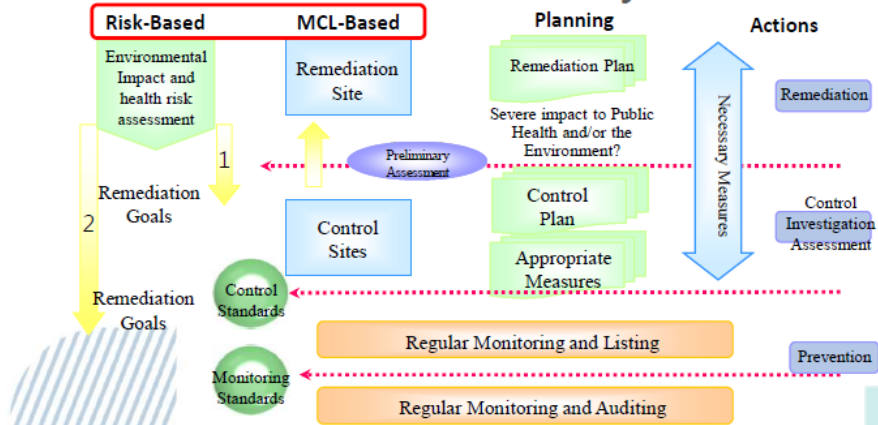 Risk-Based
MCL-Based
Planning
Actions
Environmental
Impact and
health risk
assessment
Remediation
Site
Remediation Plan
Necessary Measures
Remediation
Severe impact to Public
Health and/or the
Environment?
1
Preliminary
Assessment
2
Remediation
Goals
Control
Sites
Control
Plan
Control
Investigation
Assessment
Appropriate
Measures
Control
Standards
Remediation
Goals
Regular Monitoring and Listing
Prevention
Monitoring
Standards
Regular Monitoring and Auditing